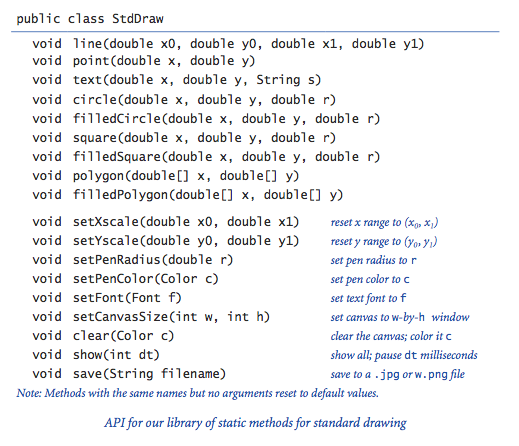 public class StdDraw
void line(double x0, double y0, double x1, double y1)
void point(double x, double y)
void text(double x, double y, String s)
void circle(double x, double y, double r)
void filledCircle(double x, double y, double r)
void square(double x, double y, double r)
void filledSquare(double x, double y, double r)
void polygon(double[] x, double[] y)
void filledPolygon(double[] x, double[] y)
void setXscale(double x0, double x1) reset x range to (x₀, x₁)
void setYscale(double y0, double y1) reset y range to (y₀, y₁)
void setPenRadius(double r) set pen radius to r
void setPenColor(Color c) set pen color to c
void setFont(Font f) set text font to f
void setCanvasSize(int w, int h) set canvas to w-by-h window
void clear(Color c) clear the canvas; color it c
void show(int dt) show all; pause dt milliseconds
void save(String filename) save to a .jpg or w.png file
Note: Methods with the same names but no arguments reset to default values.
API for our library of static methods for standard drawing